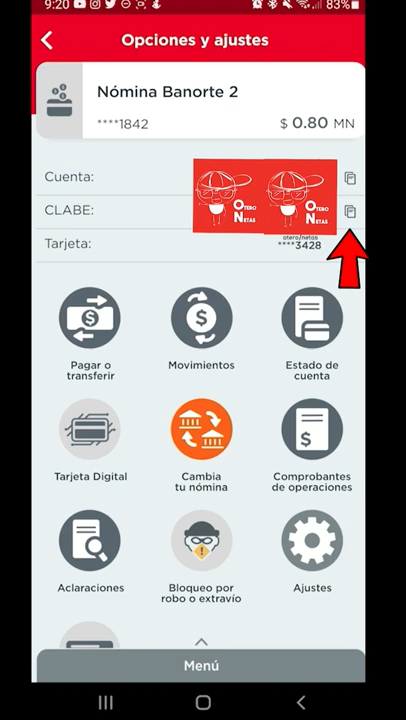 9:20
83%
Opciones y ajustes
Nómina Banorte 2
****1842
$ 0.80 MN
Cuenta:
CLABE:
OTERO
NETAS
OTERO
NETAS
otero/netas
Tarjeta:
****3428
Pagar o
transferir
Movimientos
Estado de
cuenta
Tarjeta Digital
Cambia
tu nómina
Comprobantes
de operaciones
Aclaraciones
Bloqueo por
robo o extravío
Ajustes
Menú